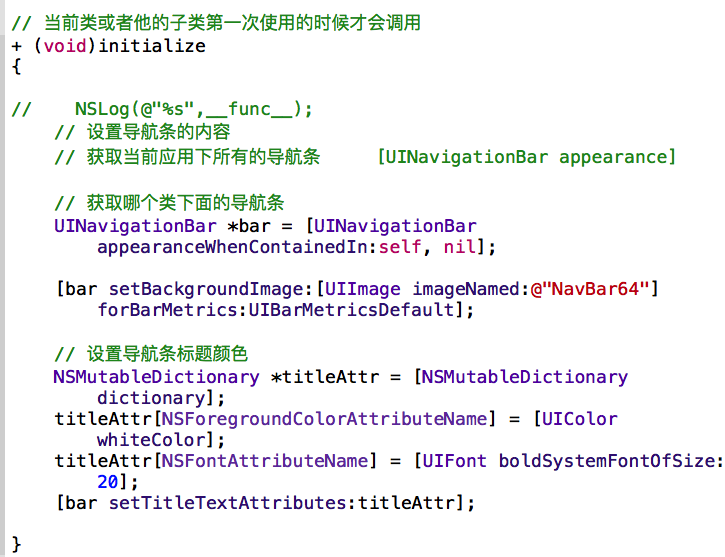 // 当前类或者他的子类第一次使用的时候才会调用
+ (void)initialize
{
//    NSLog(@"%s",__func__);
// 设置导航条的内容
// 获取当前应用下所有的导航条     [UINavigationBar appearance]
// 获取哪个类下面的导航条
UINavigationBar *bar = [UINavigationBar
appearanceWhenContainedIn:self, nil];
[bar setBackgroundImage:[UIImage imageNamed:@"NavBar64"]
forBarMetrics:UIBarMetricsDefault];
// 设置导航条标题颜色
NSMutableDictionary *titleAttr = [NSMutableDictionary
dictionary];
titleAttr[NSForegroundColorAttributeName] = [UIColor
whiteColor];
titleAttr[NSFontAttributeName] = [UIFont boldSystemFontOfSize:
20];
[bar setTitleTextAttributes:titleAttr];
}